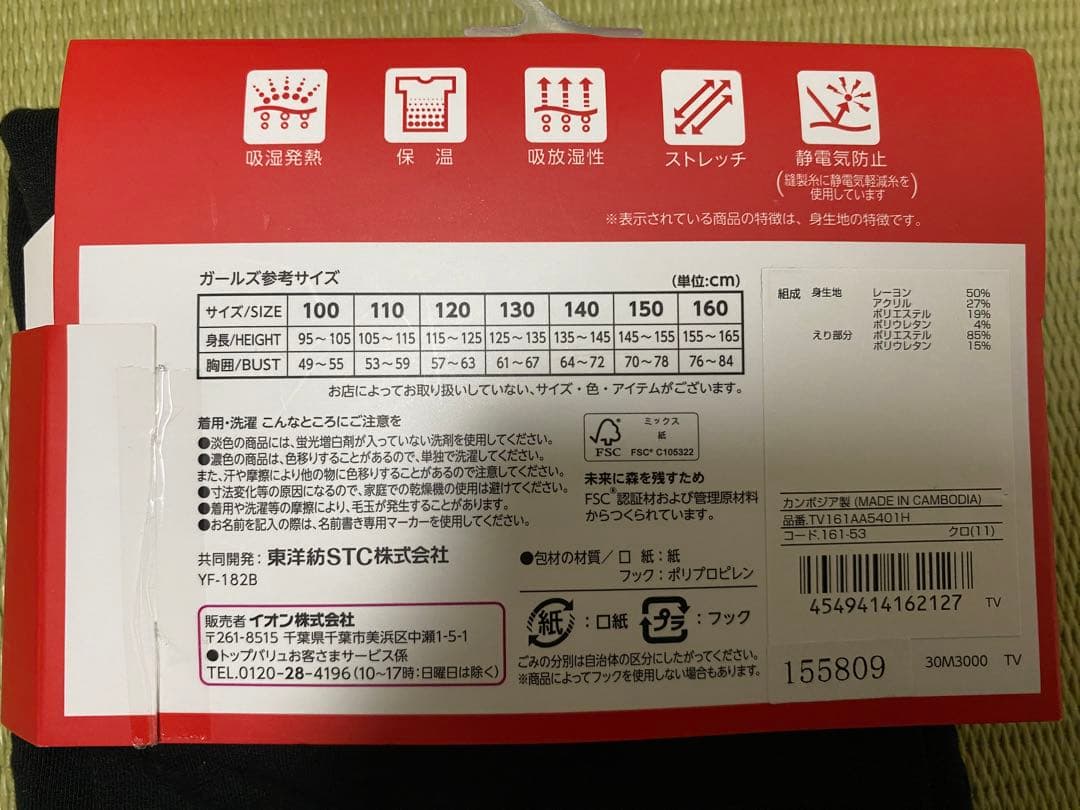 吸湿発熱
保 温
吸放湿性
ストレッチ
静電気防止
(縫製糸に静電気軽減糸を
使用しています)
※表示されている商品の特徴は、身生地の特徴です。
ガールズ参考サイズ (単位:cm)
サイズ/SIZE 100 110 120 130 140 150 160
身長/HEIGHT 95～105 105～115 115～125 125～135 135～145 145～155 155～165
胸囲/BUST 49～55 53～59 57～63 61～67 64～72 70～78 76～84
お店によってお取り扱いしていない、サイズ・色・アイテムがございます。
着用・洗濯 こんなところにご注意を
●淡色の商品には、蛍光増白剤が入っていない洗剤を使用してください。
●濃色の商品は、色移りすることがあるので、単独で洗濯してください。
また、汗や摩擦により他の物に色移りすることがあるので注意してください。
●寸法変化等の原因になるので、家庭での乾燥機の使用は避けてください。
●着用や洗濯等の摩擦により、毛玉が発生することがあります。
●お名前を記入の際は、名前書き専用マーカーを使用してください。
共同開発:東洋紡STC株式会社
YF-182B
販売者 イオン株式会社
〒261-8515 千葉県千葉市美浜区中瀬1-5-1
●トップバリュお客さまサービス係
TEL.0120-28-4196(10～17時:日曜日は除く)
FSC
ミックス
紙
FSC® C105322
未来に森を残すため
FSC®認証材および管理原材料
からつくられています。
●包材の材質/口 紙:紙
フック:ポリプロピレン
紙 :口紙 プラ :フック
ごみの分別は自治体の区分にしたがってください。
※商品によってフックを使用しない場合もあります。
組成 身生地 レーヨン 50%
アクリル 27%
ポリエステル 19%
ポリウレタン 4%
えり部分 ポリエステル 85%
ポリウレタン 15%
カンボジア製 (MADE IN CAMBODIA)
品番.TV161AA5401H
コード.161-53 クロ(11)
4549414162127 TV
155809 30M3000 TV